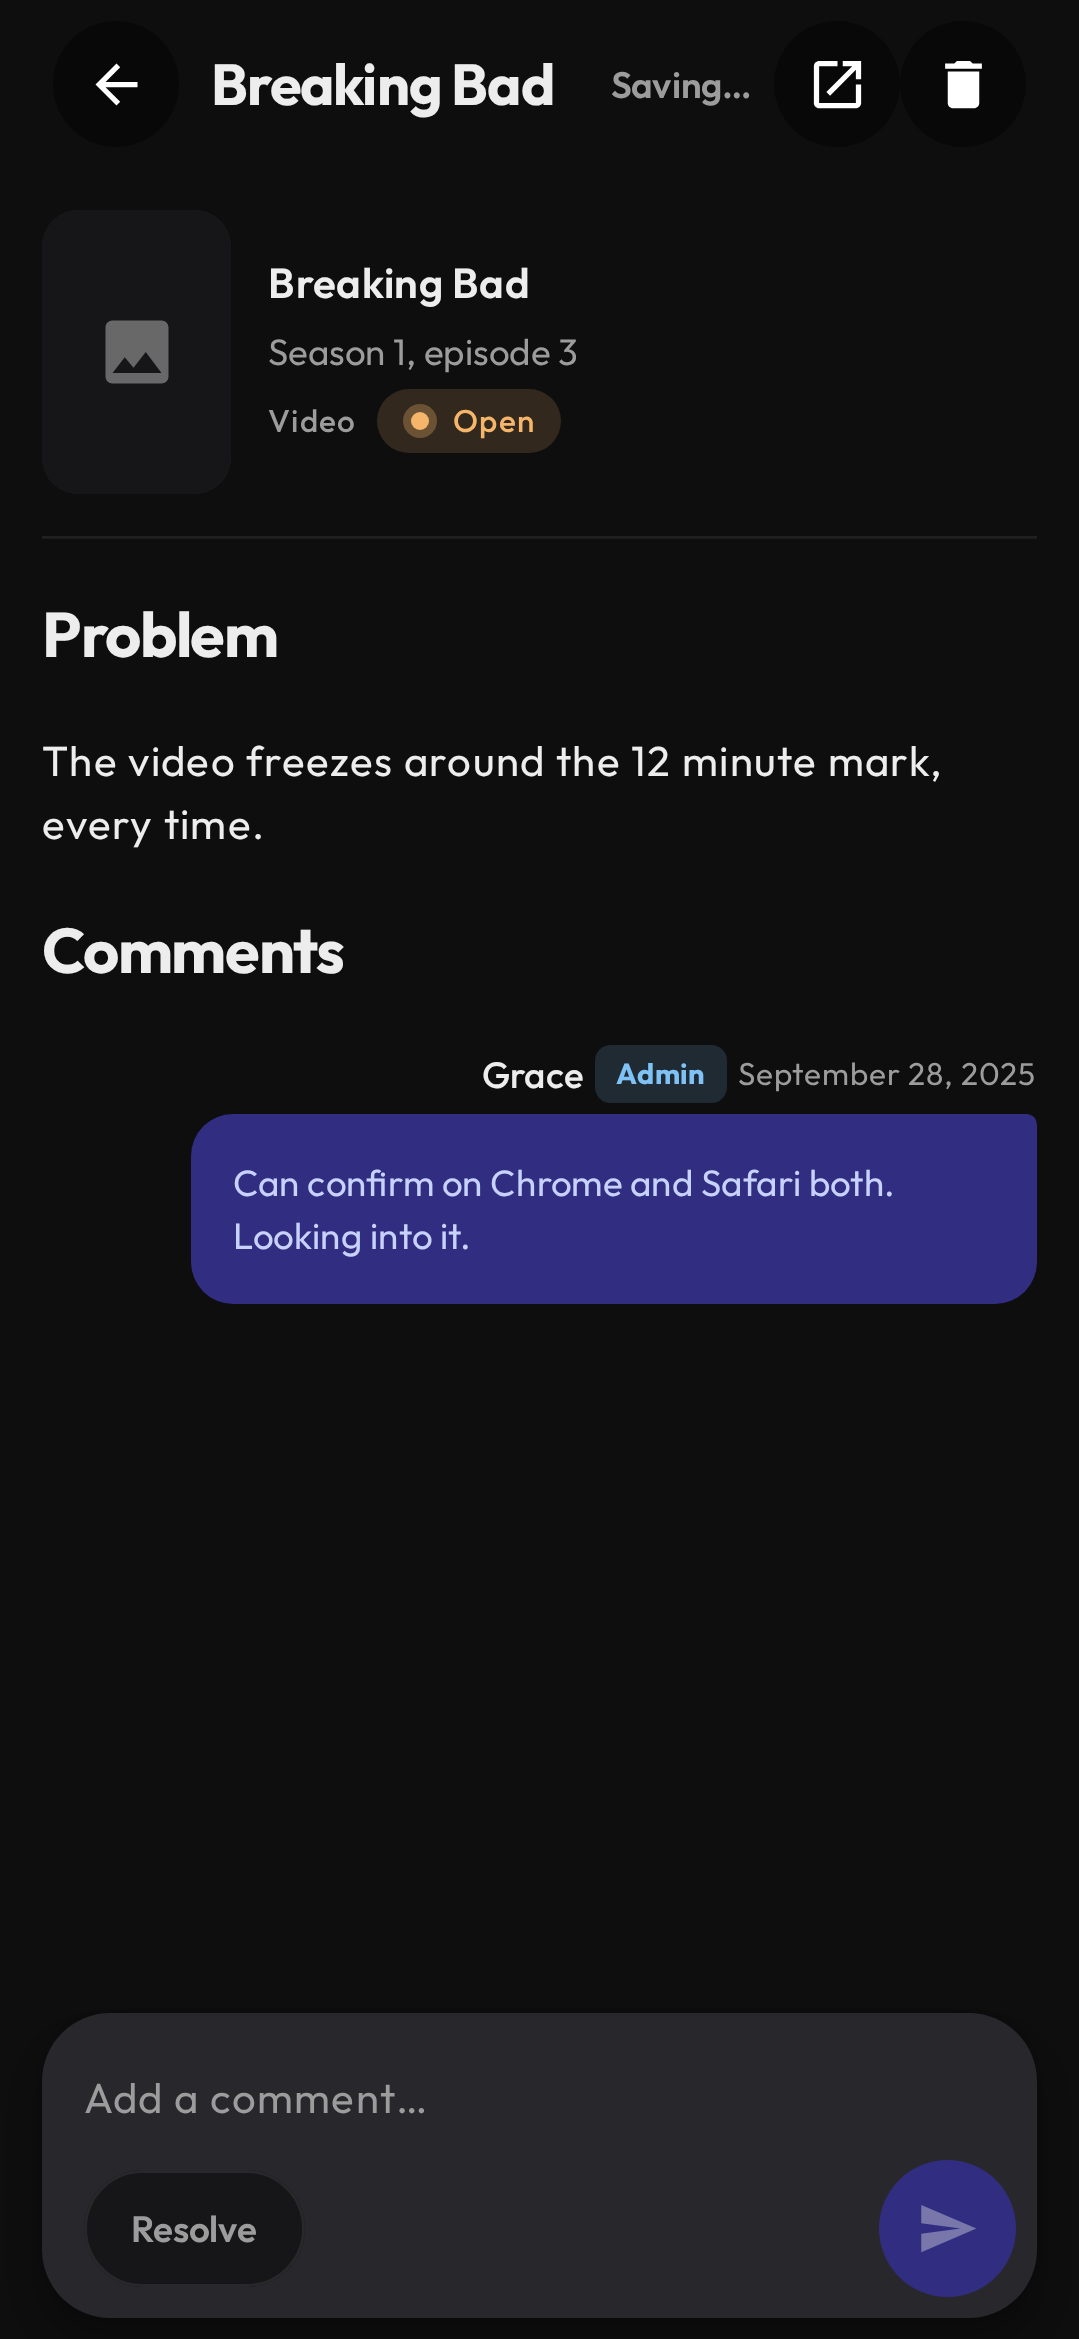 Breaking Bad
Saving...
Breaking Bad
Season 1, episode 3
Video
Open
Problem
The video freezes around the 12 minute mark,
every time.
Comments
Grace Admin September 28, 2025
Can confirm on Chrome and Safari both.
Looking into it.
Add a comment...
Resolve